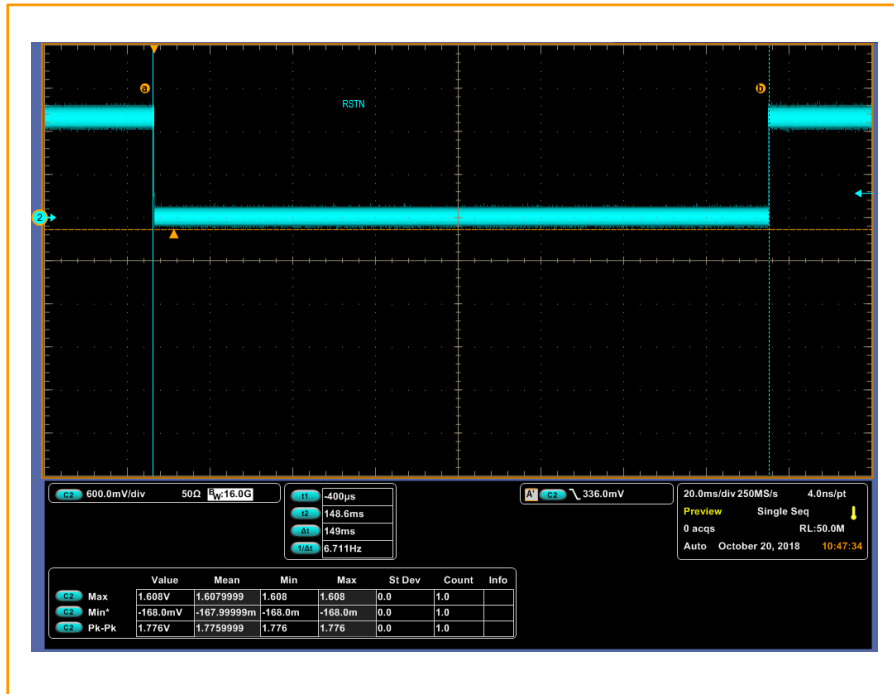 a
b
RSTN
2
C2 600.0mV/div 50Ω BW:16.0G
t1 -400µs
t2 148.6ms
Δt 149ms
1/Δt 6.711Hz
A' C2 336.0mV
20.0ms/div 250MS/s 4.0ns/pt
Preview Single Seq
0 acqs RL:50.0M
Auto October 20, 2018 10:47:34
Value Mean Min Max St Dev Count Info
C2 Max 1.608V 1.6079999 1.608 1.608 0.0 1.0
C2 Min* -168.0mV -167.99999m -168.0m -168.0m 0.0 1.0
C2 Pk-Pk 1.776V 1.7759999 1.776 1.776 0.0 1.0